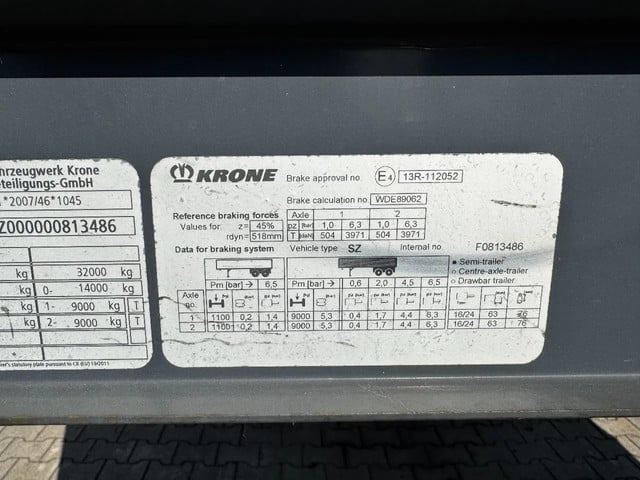 hrzeugwerk Krone
eteiligungs-GmbH
*2007/46*1045
Z000000813486
kg 32000 kg
kg 0- 14000 kg
kg 1- 9000 kg T
kg 2- 9000 kg T
KRONE
Brake approval no. E4 13R-112052
Brake calculation no. WDE89062
Reference braking forces Axle 1 2
Values for: z= 45% pz [bar] 1,0 6,3 1,0 6,3
rdyn= 518mm T [daN] 504 3971 504 3971
Data for braking system Vehicle type SZ Internal no. F0813486
Semi-trailer
Centre-axle-trailer
Drawbar trailer
Pm [bar] → 6,5 Pm [bar] → 0,6 2,0 4,5 6,5
Axle no
1 1100 0,2 1,4 9000 5,3 0,4 1,7 4,4 6,3 16/24 63 76
2 1100 0,2 1,4 9000 5,3 0,4 1,7 4,4 6,3 16/24 63 76